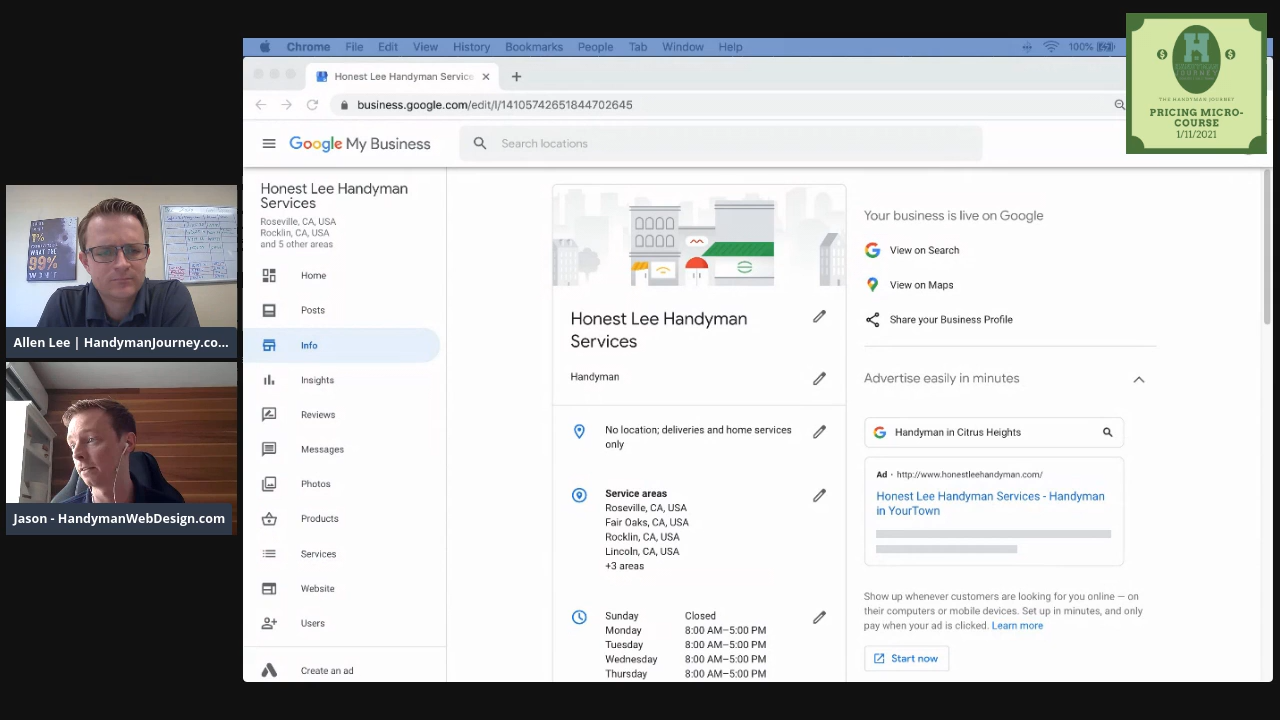 Chrome File Edit View History Bookmarks People Tab Window Help
100%
Honest Lee Handyman Service
business.google.com/edit/l/14105742651844702645
THE HANDYMAN JOURNEY
PRICING MICRO-
COURSE
1/11/2021
H
Google My Business
Search locations
Honest Lee Handyman
Services
Roseville, CA, USA
Rocklin, CA, USA
and 5 other areas
Home
Posts
Info
Insights
Reviews
Messages
Photos
Products
Services
Website
Users
Create an ad
Honest Lee Handyman
Services
Handyman
No location; deliveries and home services
only
Service areas
Roseville, CA, USA
Fair Oaks, CA, USA
Rocklin, CA, USA
Lincoln, CA, USA
+3 areas
Sunday Closed
Monday 8:00 AM–5:00 PM
Tuesday 8:00 AM–5:00 PM
Wednesday 8:00 AM–5:00 PM
Thursday 8:00 AM–5:00 PM
Your business is live on Google
View on Search
View on Maps
Share your Business Profile
Advertise easily in minutes
Handyman in Citrus Heights
Ad · http://www.honestleehandyman.com/
Honest Lee Handyman Services - Handyman
in YourTown
Show up whenever customers are looking for you online — on
their computers or mobile devices. Set up in minutes, and only
pay when your ad is clicked. Learn more
Start now
1%
WHAT THE
99%
WON'T
Allen Lee | HandymanJourney.co...
Jason - HandymanWebDesign.com